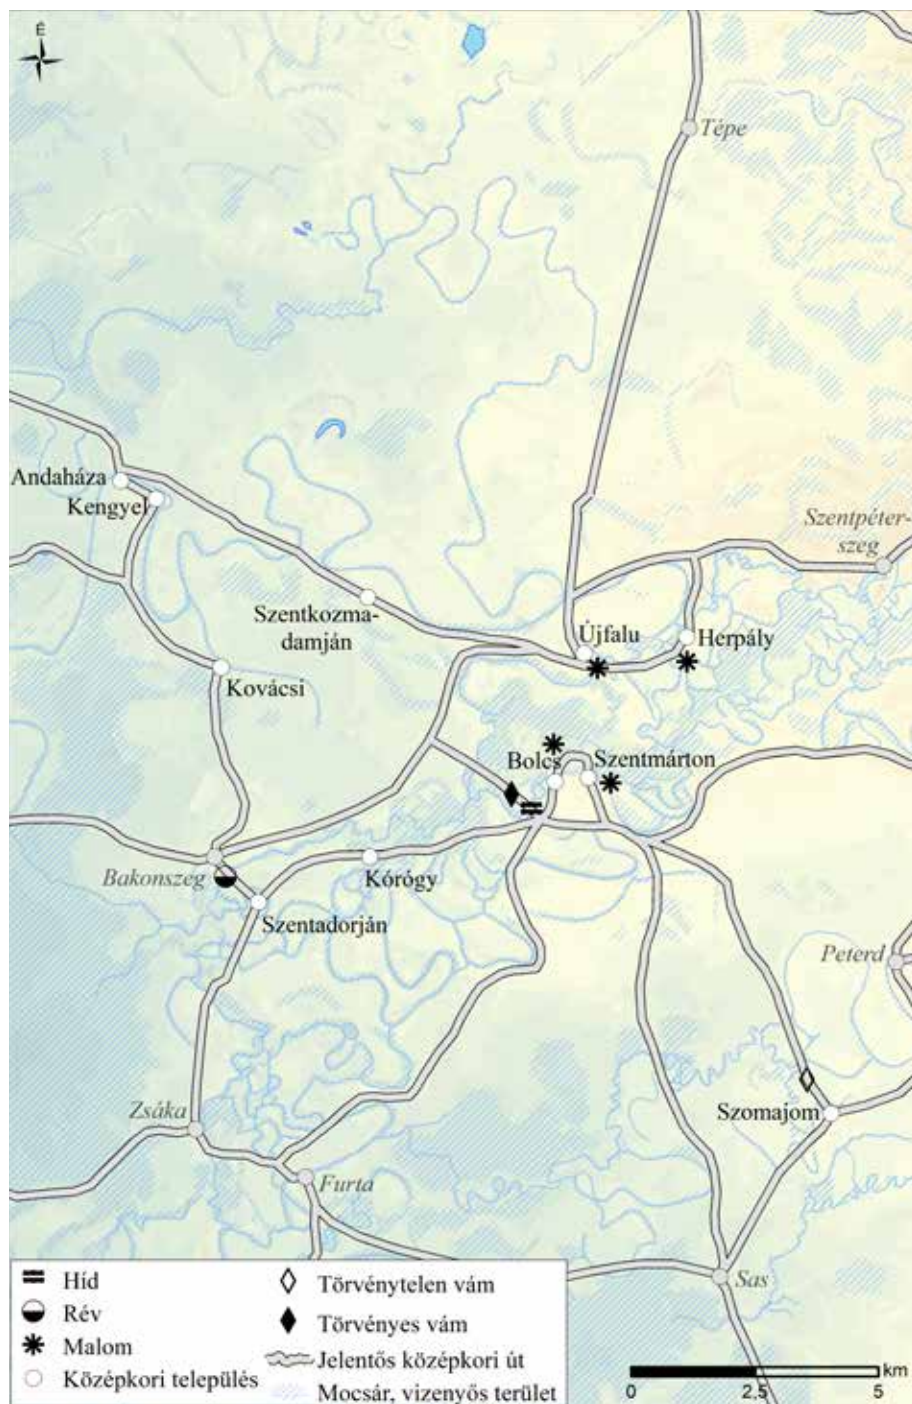 É
Tépe
Andaháza
Kengyel
Szentpéter-
szeg
Szentkozma-
damján
Újfalu
Herpály
Kovácsi
Bolcs
Szentmárton
Bakonszeg
Kórógy
Szentadorján
Peterd
Zsáka
Szomajom
Furta
Sas
Híd
Rév
Malom
Középkori település
Törvénytelen vám
Törvényes vám
Jelentős középkori út
Mocsár, vizenyős terület
km
0
2,5
5